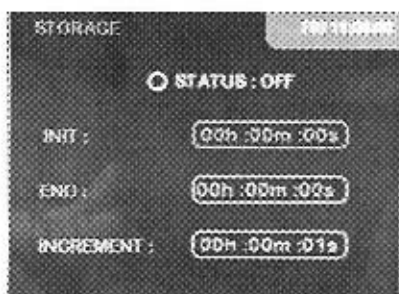 STORAGE
STATUS : OFF
INIT : 00h :00m :00s
END : 00h :00m :00s
INCREMENT : 00h :00m :01s